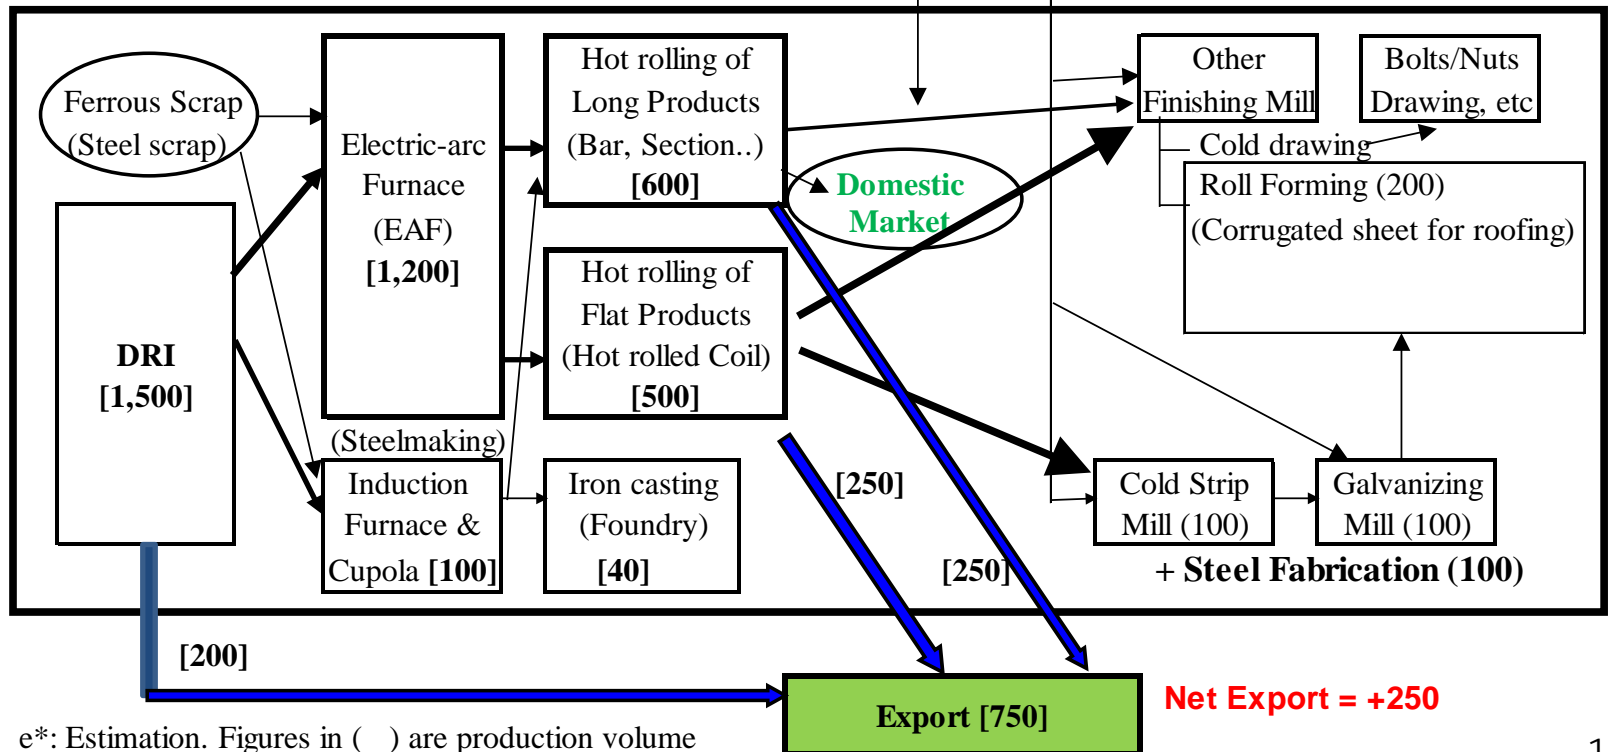 Ferrous Scrap
(Steel scrap)
DRI
[1,500]
Electric-arc
Furnace
(EAF)
[1,200]
(Steelmaking)
Induction
Furnace &
Cupola [100]
Hot rolling of
Long Products
(Bar, Section..)
[600]
Hot rolling of
Flat Products
(Hot rolled Coil)
[500]
Iron casting
(Foundry)
[40]
Domestic
Market
Other
Finishing Mill
Bolts/Nuts
Drawing, etc
Cold drawing
Roll Forming (200)
(Corrugated sheet for roofing)
Cold Strip
Mill (100)
Galvanizing
Mill (100)
+ Steel Fabrication (100)
[250]
[250]
[200]
Export [750]
Net Export = +250
e*: Estimation. Figures in (  ) are production volume
1